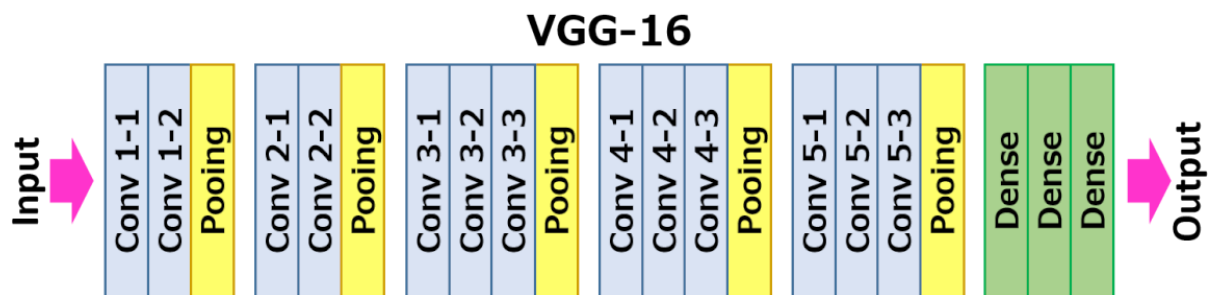 VGG-16
Input
Conv 1-1
Conv 1-2
Pooing
Conv 2-1
Conv 2-2
Pooing
Conv 3-1
Conv 3-2
Conv 3-3
Pooing
Conv 4-1
Conv 4-2
Conv 4-3
Pooing
Conv 5-1
Conv 5-2
Conv 5-3
Pooing
Dense
Dense
Dense
Output